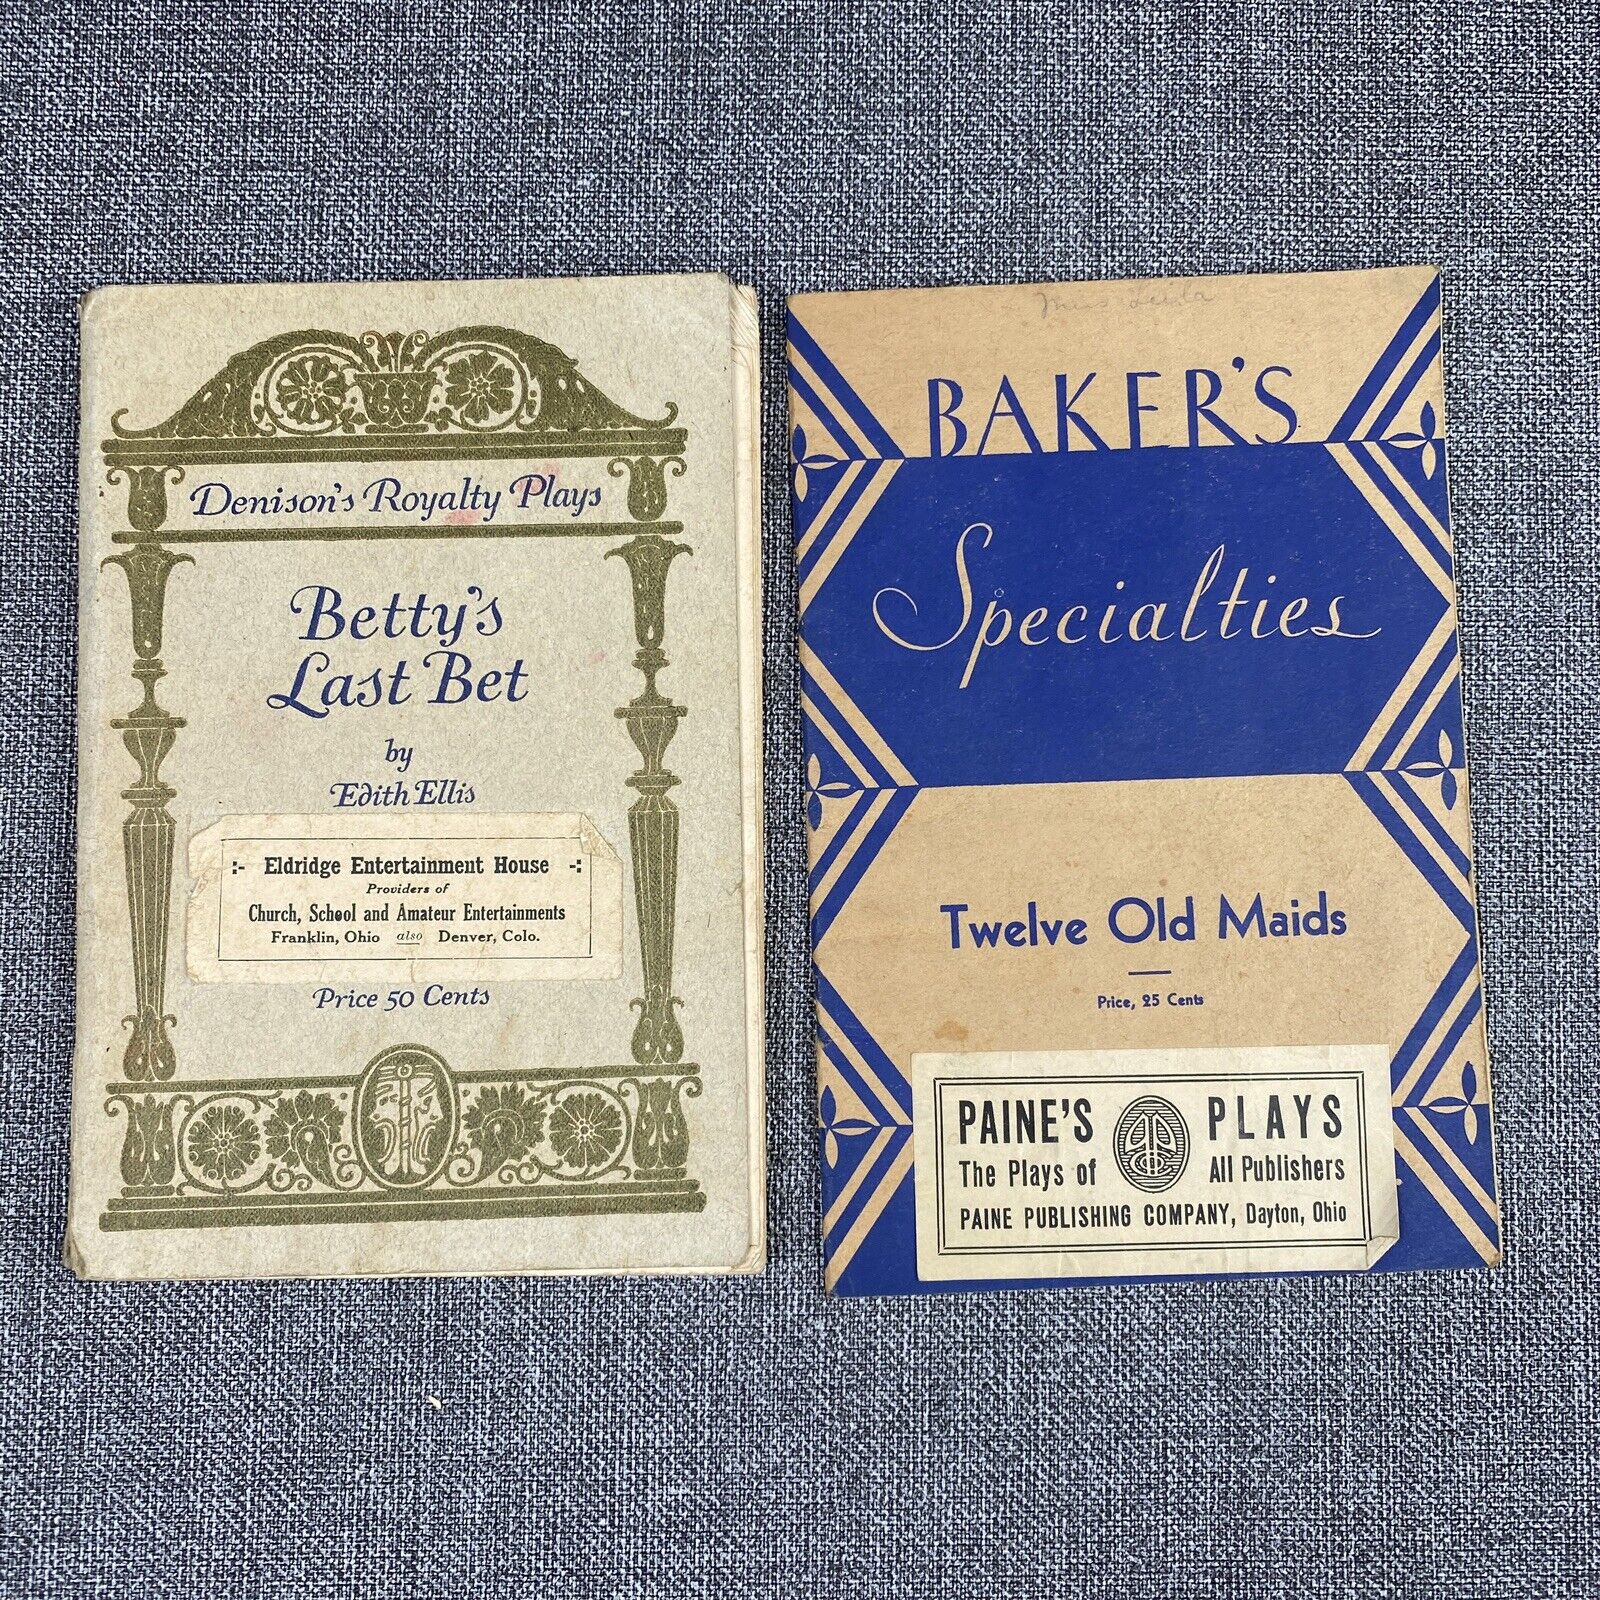 Denison's Royalty Plays
Betty's
Last Bet
by
Edith Ellis
:- Eldridge Entertainment House -:
Providers of
Church, School and Amateur Entertainments
Franklin, Ohio also Denver, Colo.
Price 50 Cents
BAKER'S
Specialties
Twelve Old Maids
Price, 25 Cents
PAINE'S PLAYS
The Plays of All Publishers
PAINE PUBLISHING COMPANY, Dayton, Ohio